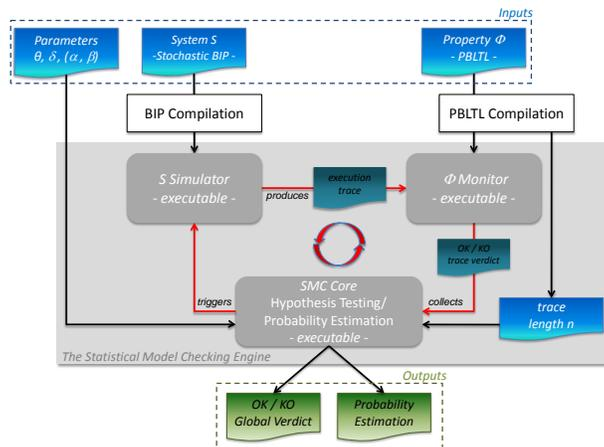 Inputs
Parameters
θ, δ, (α, β)
System S
-Stochastic BIP -
Property Φ
- PBLTL -
BIP Compilation
PBLTL Compilation
S Simulator
- executable -
produces
execution
trace
Φ Monitor
- executable -
OK / KO
trace verdict
triggers
SMC Core
Hypothesis Testing/
Probability Estimation
- executable -
collects
trace
length n
The Statistical Model Checking Engine
Outputs
OK / KO
Global Verdict
Probability
Estimation